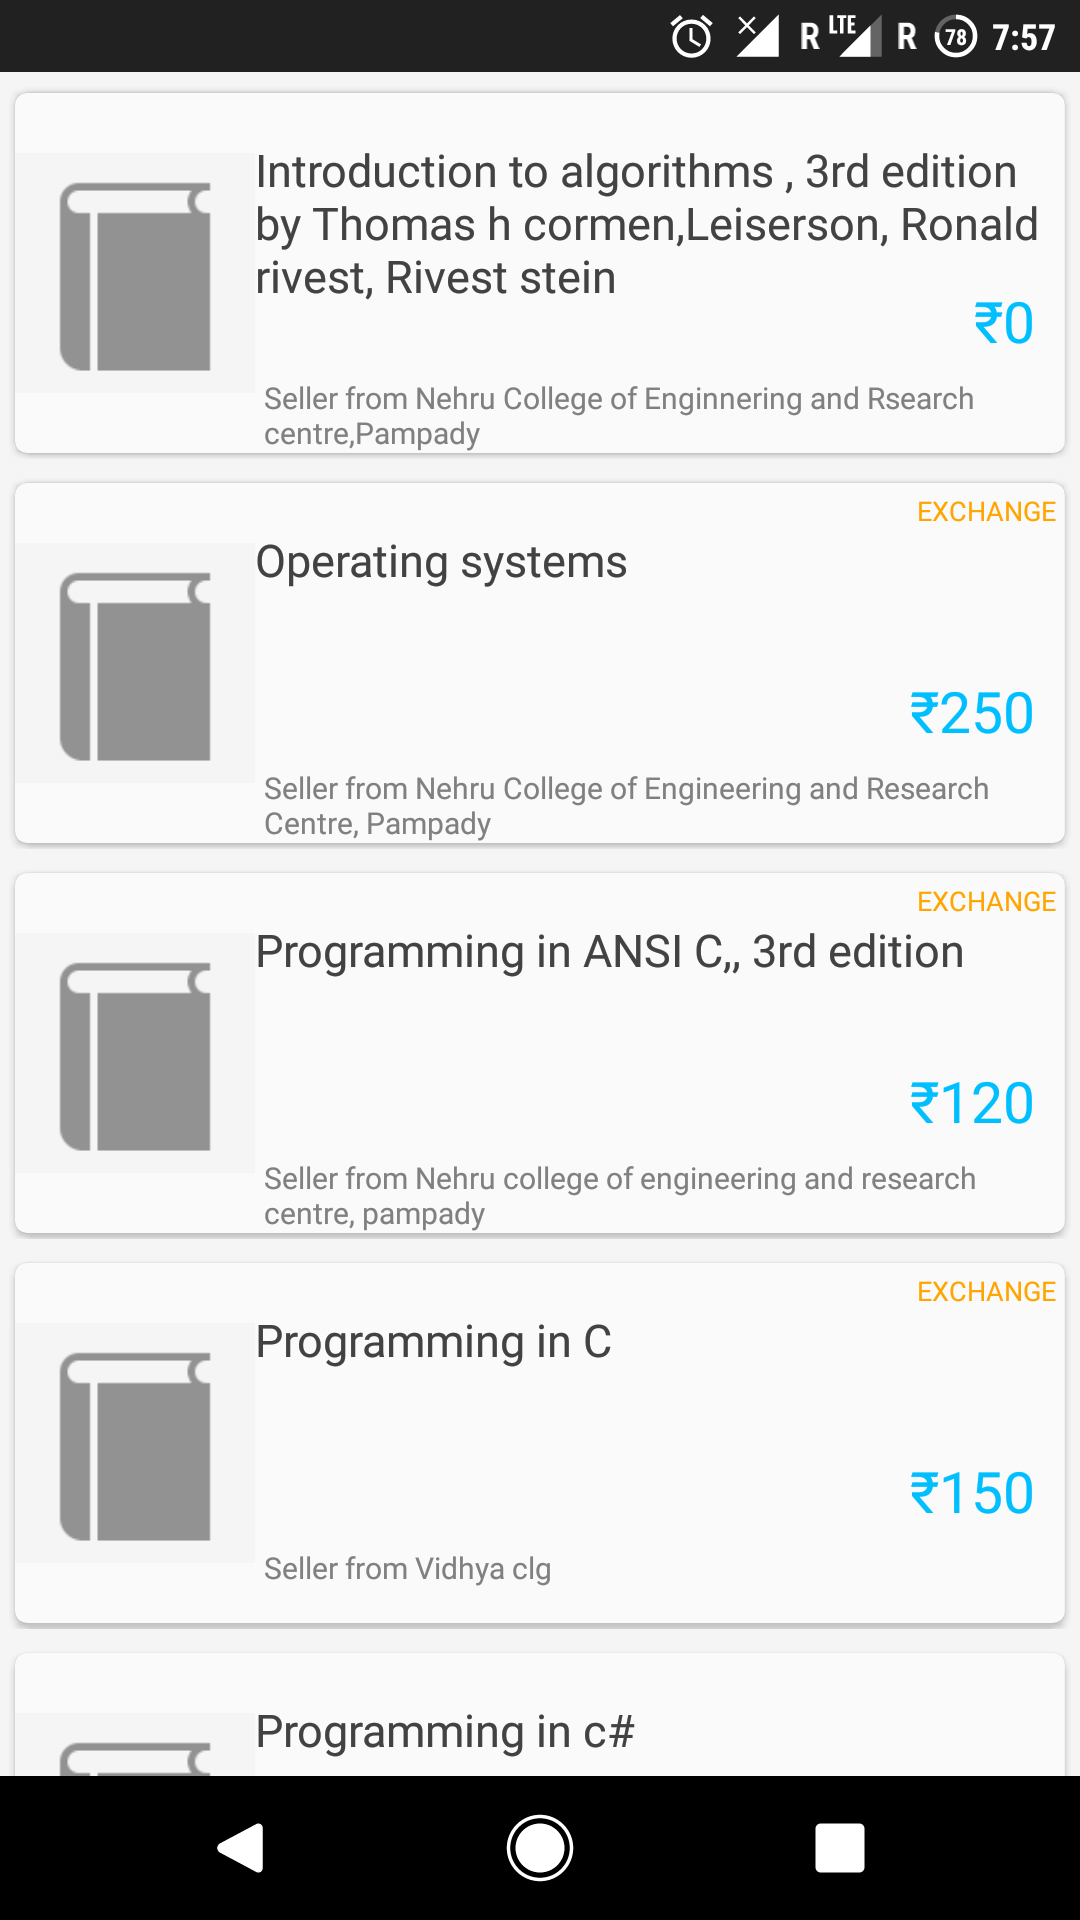 R LTE R 78 7:57
Introduction to algorithms , 3rd edition
by Thomas h cormen,Leiserson, Ronald
rivest, Rivest stein
₹0
Seller from Nehru College of Enginnering and Rsearch
centre,Pampady
EXCHANGE
Operating systems
₹250
Seller from Nehru College of Engineering and Research
Centre, Pampady
EXCHANGE
Programming in ANSI C,, 3rd edition
₹120
Seller from Nehru college of engineering and research
centre, pampady
EXCHANGE
Programming in C
₹150
Seller from Vidhya clg
Programming in c#